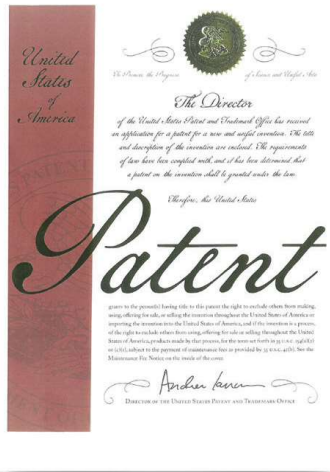 United
States
of
America
To Promote the Progress of Science and Useful Arts
The Director
of the United States Patent and Trademark Office has received
an application for a patent for a new and useful invention. The title
and description of the invention are enclosed. The requirements
of law have been complied with, and it has been determined that
a patent on the invention shall be granted under the law.
Therefore, this United States
Patent
grants to the person(s) having title to this patent the right to exclude others from making,
using, offering for sale, or selling the invention throughout the United States of America or
importing the invention into the United States of America, and if the invention is a process,
of the right to exclude others from using, offering for sale or selling throughout the United
States of America, products made by that process, for the term set forth in 35 U.S.C. 154(a)(2)
or (c)(1), subject to the payment of maintenance fees as provided by 35 U.S.C. 41(b). See the
Maintenance Fee Notice on the inside of the cover.
Director of the United States Patent and Trademark Office